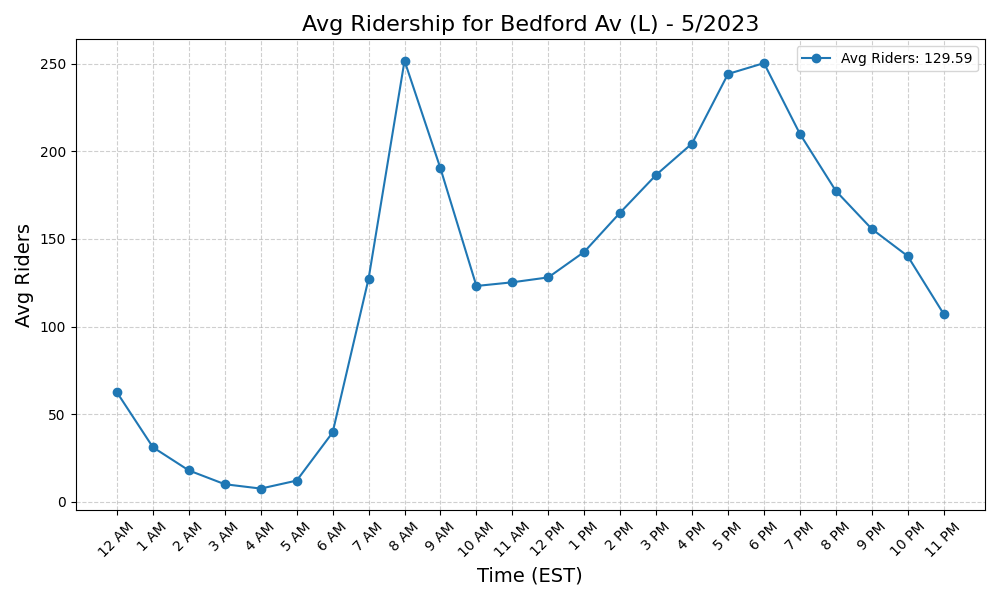 Avg Ridership for Bedford Av (L) - 5/2023
Avg Riders: 129.59
Avg Riders
250
200
150
100
50
0
12 AM
1 AM
2 AM
3 AM
4 AM
5 AM
6 AM
7 AM
8 AM
9 AM
10 AM
11 AM
12 PM
1 PM
2 PM
3 PM
4 PM
5 PM
6 PM
7 PM
8 PM
9 PM
10 PM
11 PM
Time (EST)